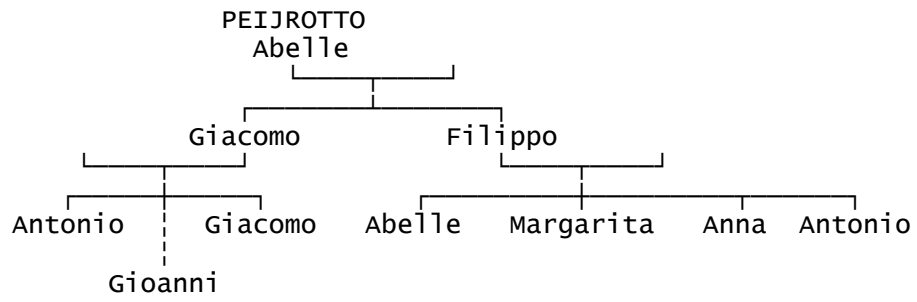 PEIJROTTO
Abelle
Giacomo Filippo
Antonio Giacomo Abelle Margarita Anna Antonio
Gioanni